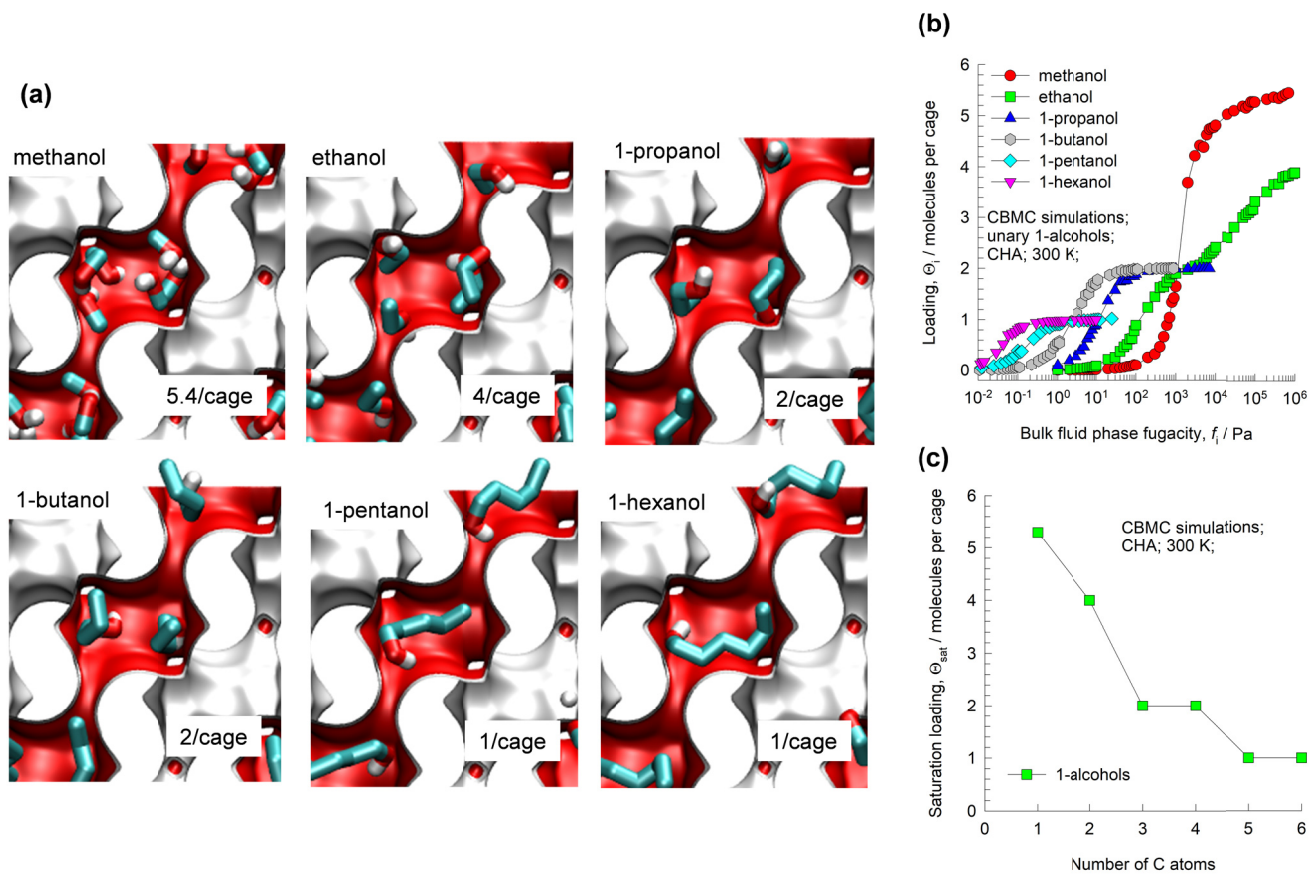 (a)
methanol
5.4/cage
ethanol
4/cage
1-propanol
2/cage
1-butanol
2/cage
1-pentanol
1/cage
1-hexanol
1/cage
(b)
Loading, Θi / molecules per cage
6
5
4
3
2
1
0
methanol
ethanol
1-propanol
1-butanol
1-pentanol
1-hexanol
CBMC simulations;
unary 1-alcohols;
CHA; 300 K;
10-2 10-1 100 101 102 103 104 105 106
Bulk fluid phase fugacity, fi / Pa
(c)
Saturation loading, Θsat / molecules per cage
6
5
4
3
2
1
0
CBMC simulations;
CHA; 300 K;
1-alcohols
0 1 2 3 4 5 6
Number of C atoms